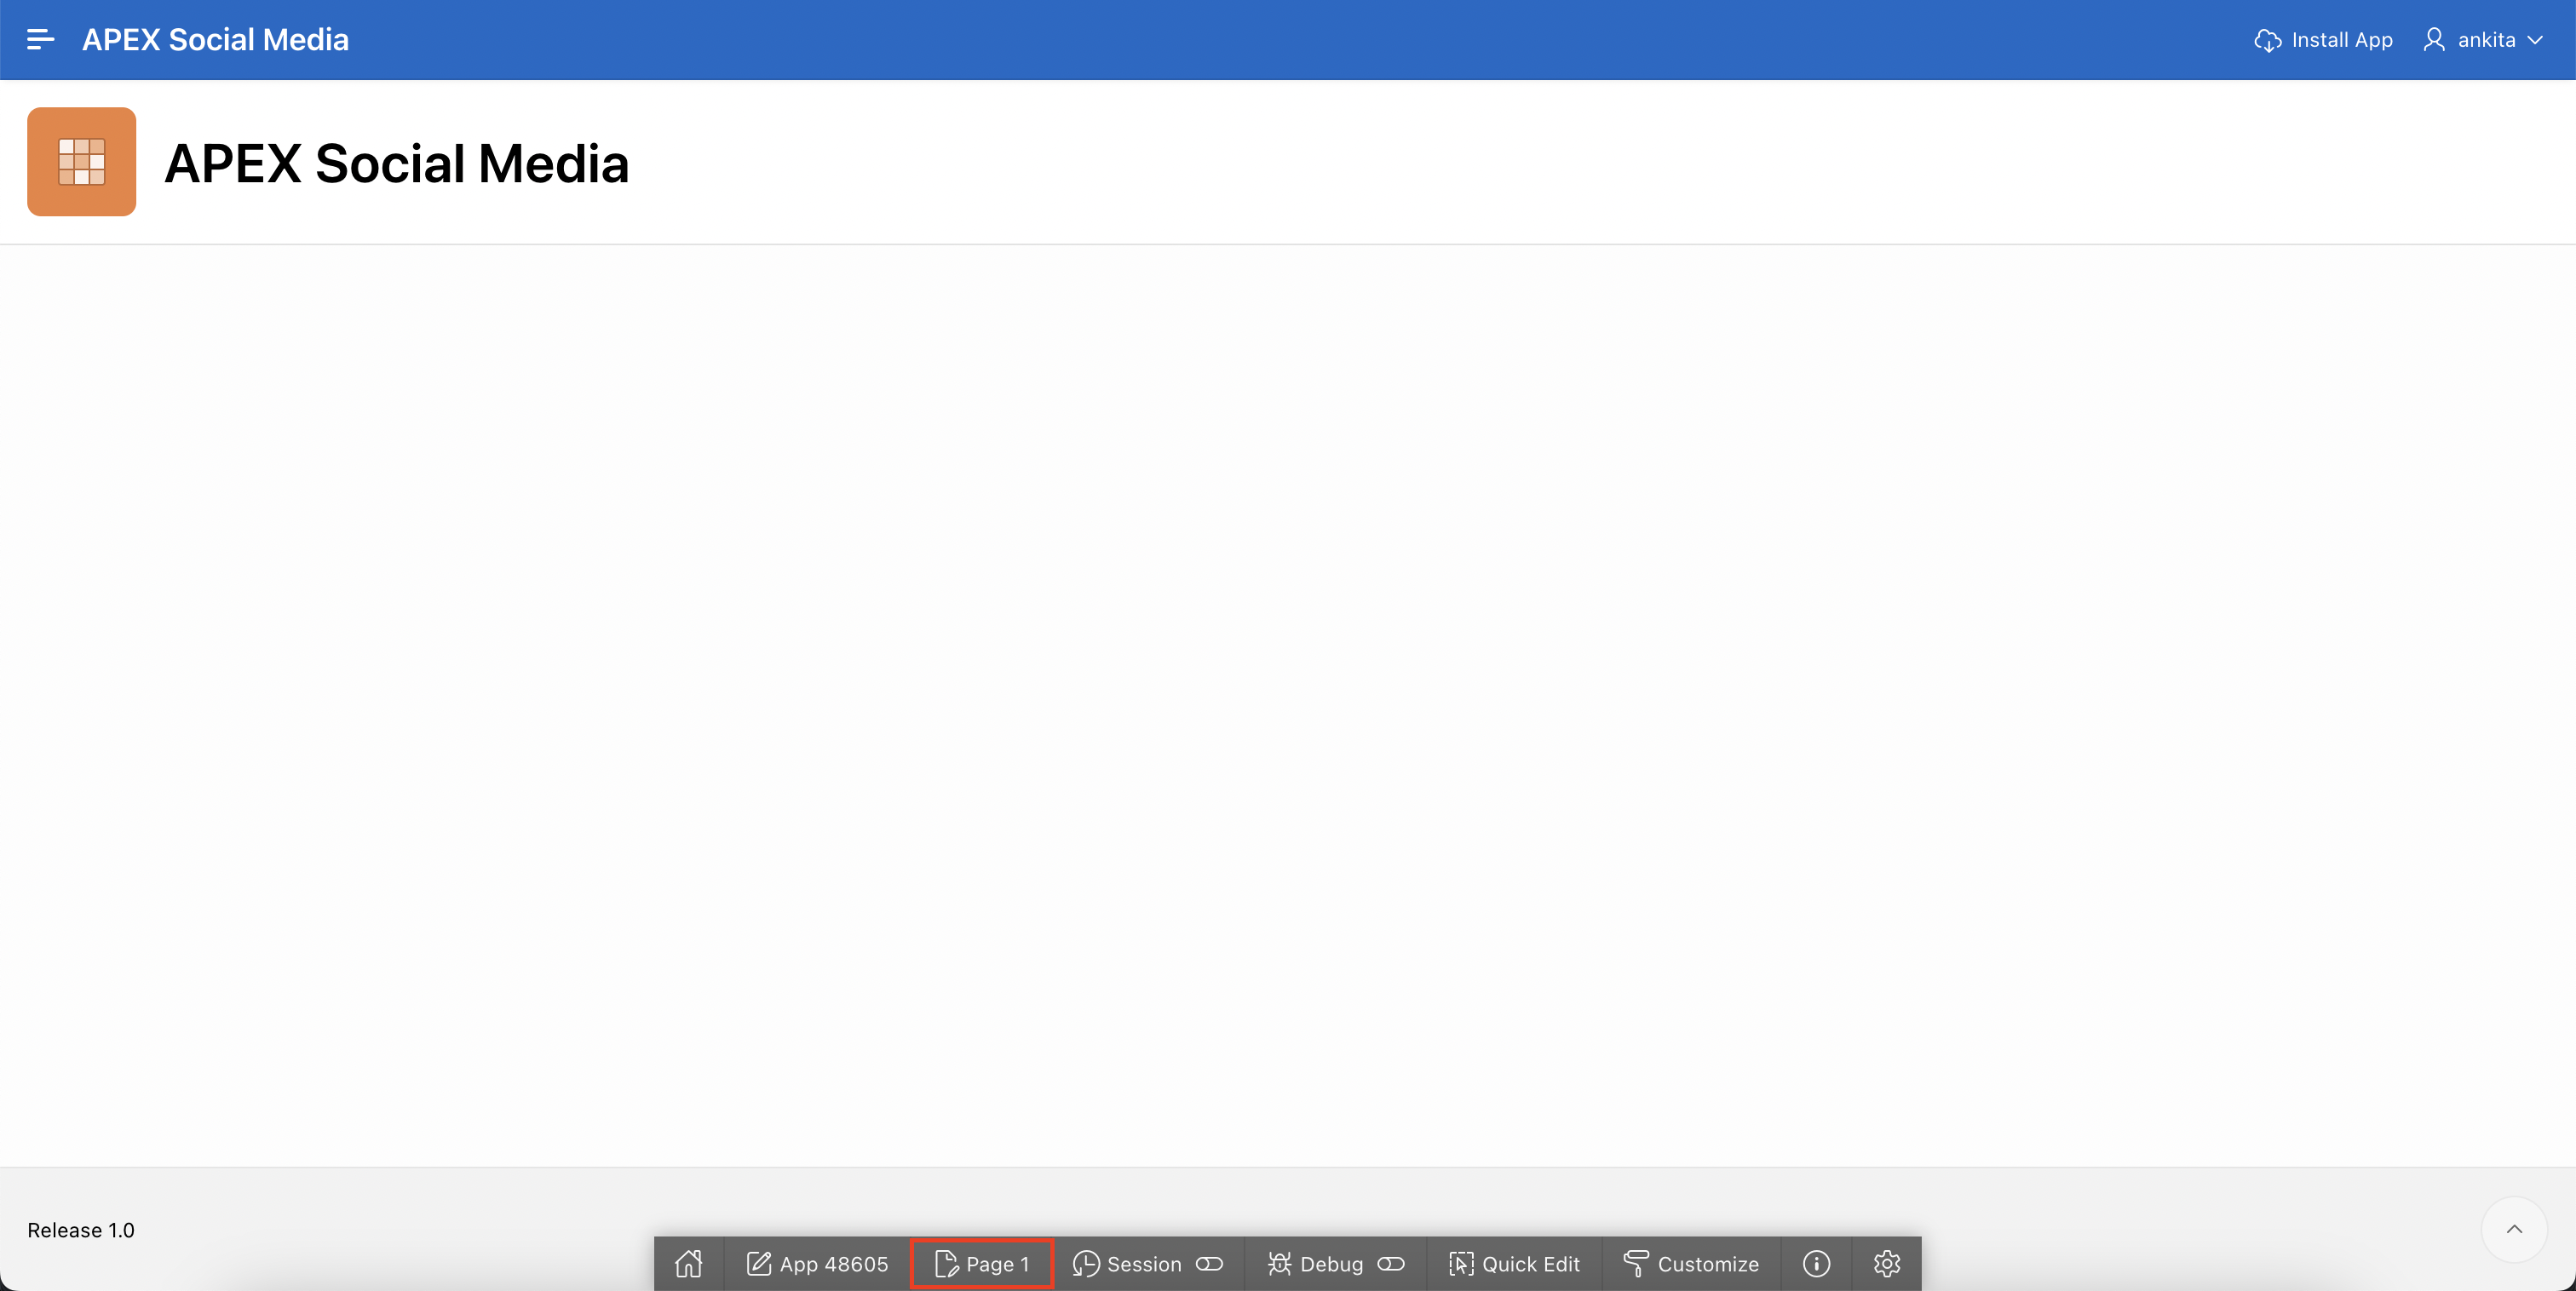 APEX Social Media
Install App
ankita
APEX Social Media
Release 1.0
App 48605
Page 1
Session
Debug
Quick Edit
Customize